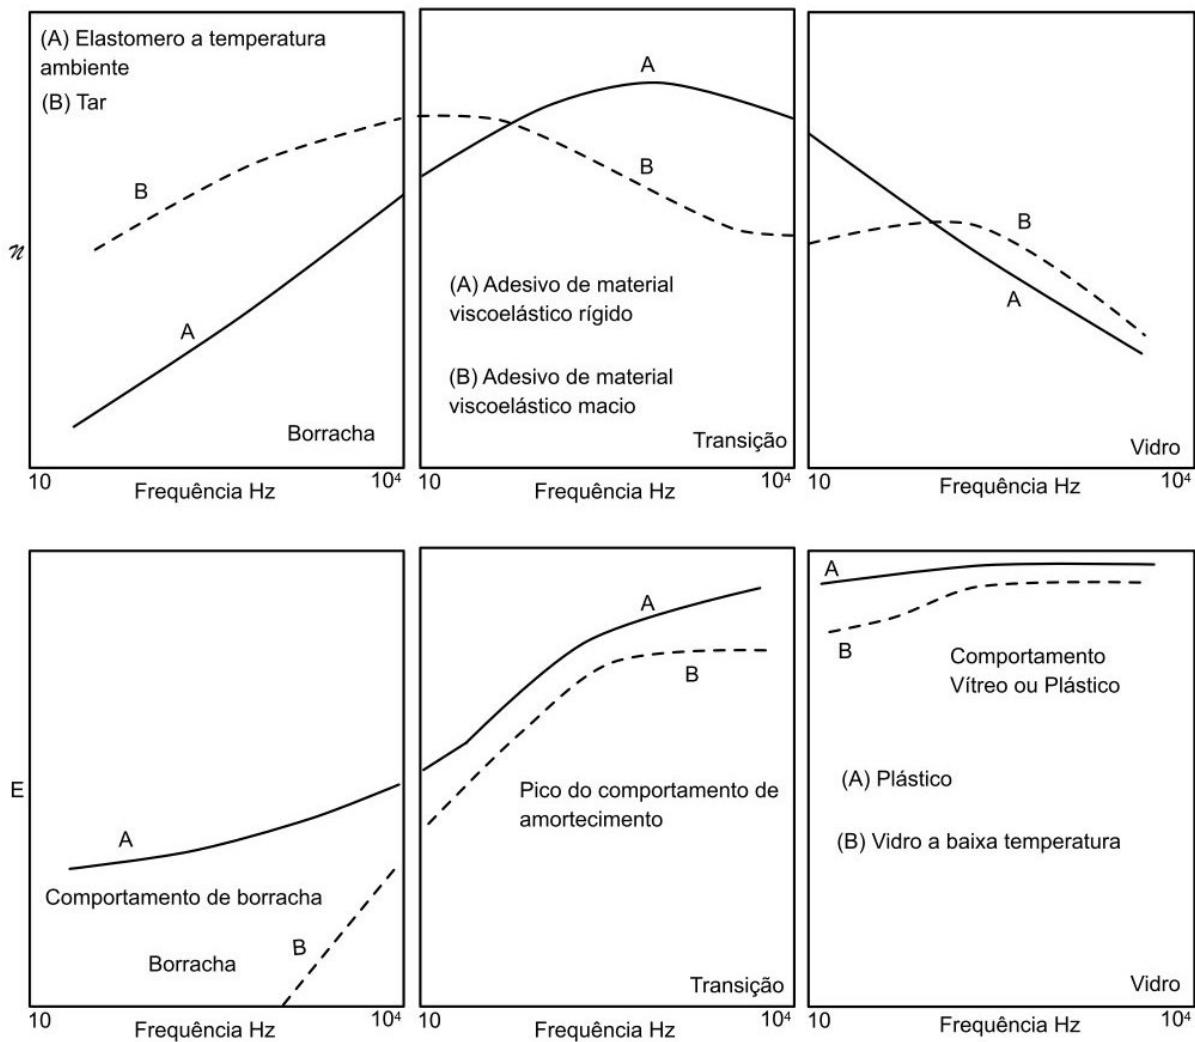 (A) Elastomero a temperatura
ambiente
(B) Tar
B
A
Borracha
𝓃
10
Frequência Hz
10⁴
A
B
(A) Adesivo de material
viscoelástico rígido
(B) Adesivo de material
viscoelástico macio
Transição
10
Frequência Hz
10⁴
B
A
Vidro
10
Frequência Hz
10⁴
E
A
Comportamento de borracha
B
Borracha
10
Frequência Hz
10⁴
A
B
Pico do comportamento de
amortecimento
Transição
10
Frequência Hz
10⁴
A
B
Comportamento
Vítreo ou Plástico
(A) Plástico
(B) Vidro a baixa temperatura
Vidro
10
Frequência Hz
10⁴